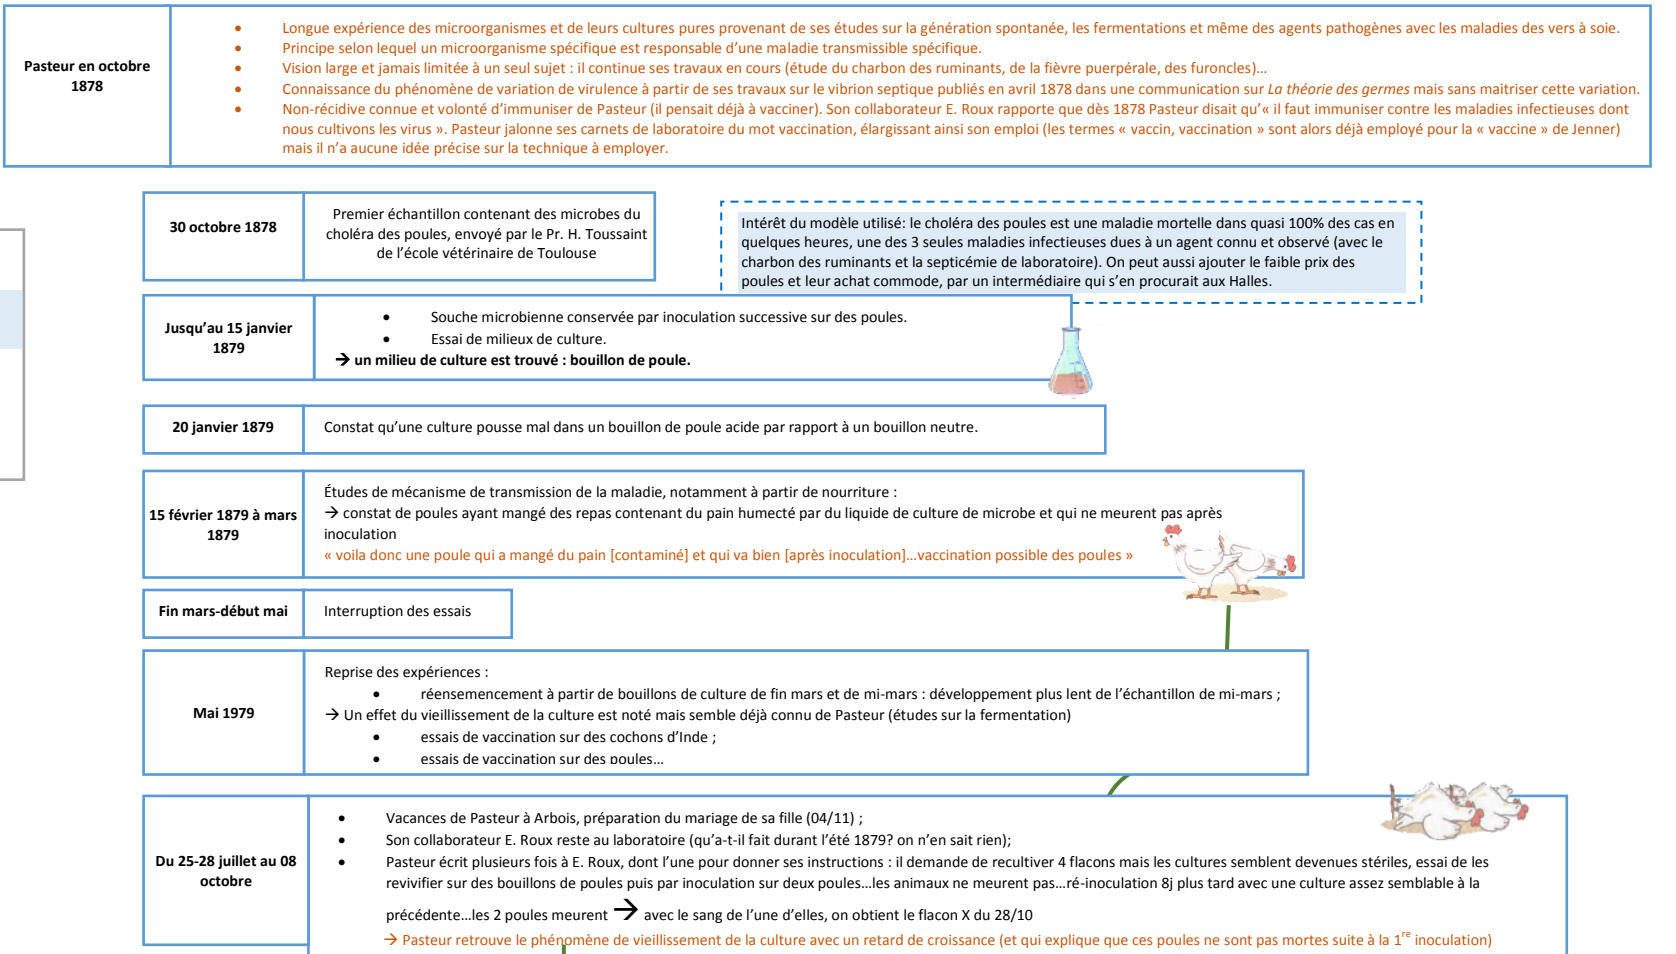 Pasteur en octobre
1878
• Longue expérience des microorganismes et de leurs cultures pures provenant de ses études sur la génération spontanée, les fermentations et même des agents pathogènes avec les maladies des vers à soie.
• Principe selon lequel un microorganisme spécifique est responsable d'une maladie transmissible spécifique.
• Vision large et jamais limitée à un seul sujet : il continue ses travaux en cours (étude du charbon des ruminants, de la fièvre puerpérale, des furoncles)…
• Connaissance du phénomène de variation de virulence à partir de ses travaux sur le vibrion septique publiés en avril 1878 dans une communication sur La théorie des germes mais sans maitriser cette variation.
• Non-récidive connue et volonté d'immuniser de Pasteur (il pensait déjà à vacciner). Son collaborateur E. Roux rapporte que dès 1878 Pasteur disait qu'« il faut immuniser contre les maladies infectieuses dont
nous cultivons les virus ». Pasteur jalonne ses carnets de laboratoire du mot vaccination, élargissant ainsi son emploi (les termes « vaccin, vaccination » sont alors déjà employé pour la « vaccine » de Jenner)
mais il n'a aucune idée précise sur la technique à employer.
30 octobre 1878
Premier échantillon contenant des microbes du
choléra des poules, envoyé par le Pr. H. Toussaint
de l'école vétérinaire de Toulouse
Intérêt du modèle utilisé: le choléra des poules est une maladie mortelle dans quasi 100% des cas en
quelques heures, une des 3 seules maladies infectieuses dues à un agent connu et observé (avec le
charbon des ruminants et la septicémie de laboratoire). On peut aussi ajouter le faible prix des
poules et leur achat commode, par un intermédiaire qui s'en procurait aux Halles.
Jusqu'au 15 janvier
1879
• Souche microbienne conservée par inoculation successive sur des poules.
• Essai de milieux de culture.
→ un milieu de culture est trouvé : bouillon de poule.
20 janvier 1879
Constat qu'une culture pousse mal dans un bouillon de poule acide par rapport à un bouillon neutre.
15 février 1879 à mars
1879
Études de mécanisme de transmission de la maladie, notamment à partir de nourriture :
→ constat de poules ayant mangé des repas contenant du pain humecté par du liquide de culture de microbe et qui ne meurent pas après
inoculation
« voila donc une poule qui a mangé du pain [contaminé] et qui va bien [après inoculation]…vaccination possible des poules »
Fin mars-début mai
Interruption des essais
Mai 1979
Reprise des expériences :
• réensemencement à partir de bouillons de culture de fin mars et de mi-mars : développement plus lent de l'échantillon de mi-mars ;
→ Un effet du vieillissement de la culture est noté mais semble déjà connu de Pasteur (études sur la fermentation)
• essais de vaccination sur des cochons d'Inde ;
• essais de vaccination sur des poules…
Du 25-28 juillet au 08
octobre
• Vacances de Pasteur à Arbois, préparation du mariage de sa fille (04/11) ;
• Son collaborateur E. Roux reste au laboratoire (qu'a-t-il fait durant l'été 1879? on n'en sait rien);
• Pasteur écrit plusieurs fois à E. Roux, dont l'une pour donner ses instructions : il demande de recultiver 4 flacons mais les cultures semblent devenues stériles, essai de les
revivifier sur des bouillons de poules puis par inoculation sur deux poules…les animaux ne meurent pas…ré-inoculation 8j plus tard avec une culture assez semblable à la
précédente…les 2 poules meurent → avec le sang de l'une d'elles, on obtient le flacon X du 28/10
→ Pasteur retrouve le phénomène de vieillissement de la culture avec un retard de croissance (et qui explique que ces poules ne sont pas mortes suite à la 1re inoculation)